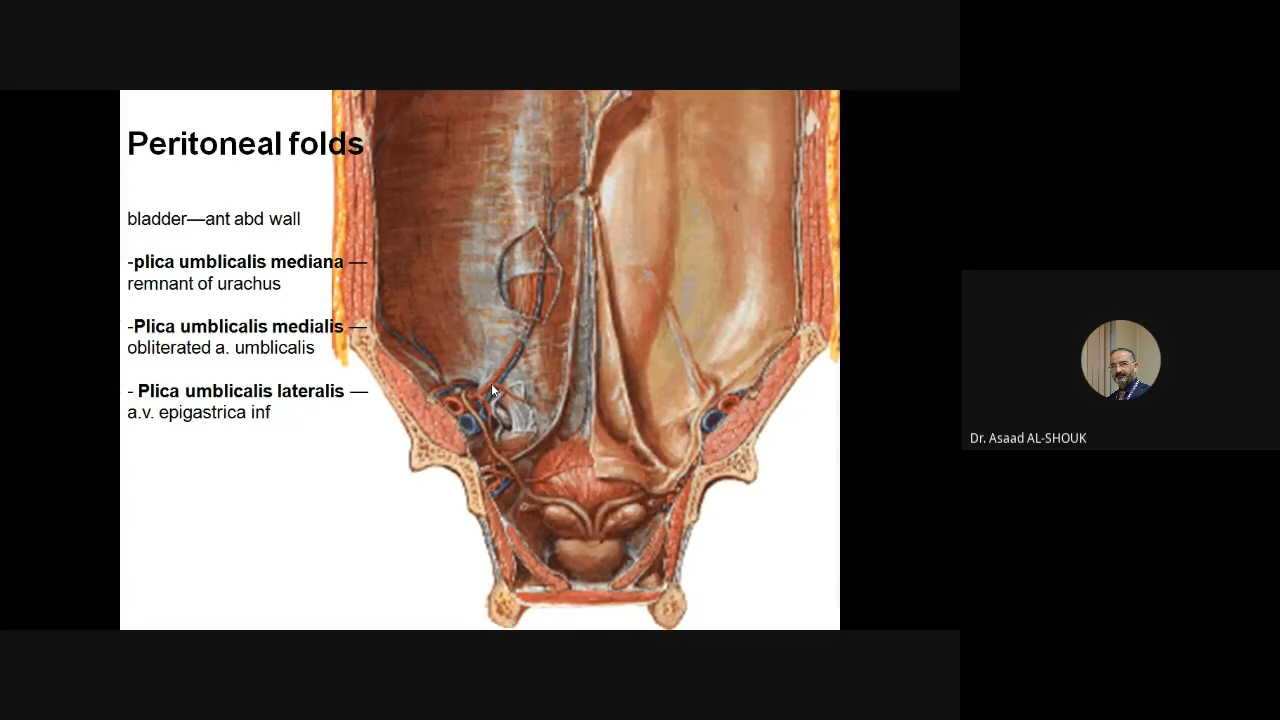 Peritoneal folds
bladder—ant abd wall
-plica umblicalis mediana —
remnant of urachus
-Plica umblicalis medialis —
obliterated a. umblicalis
- Plica umblicalis lateralis —
a.v. epigastrica inf
Dr. Asaad AL-SHOUK